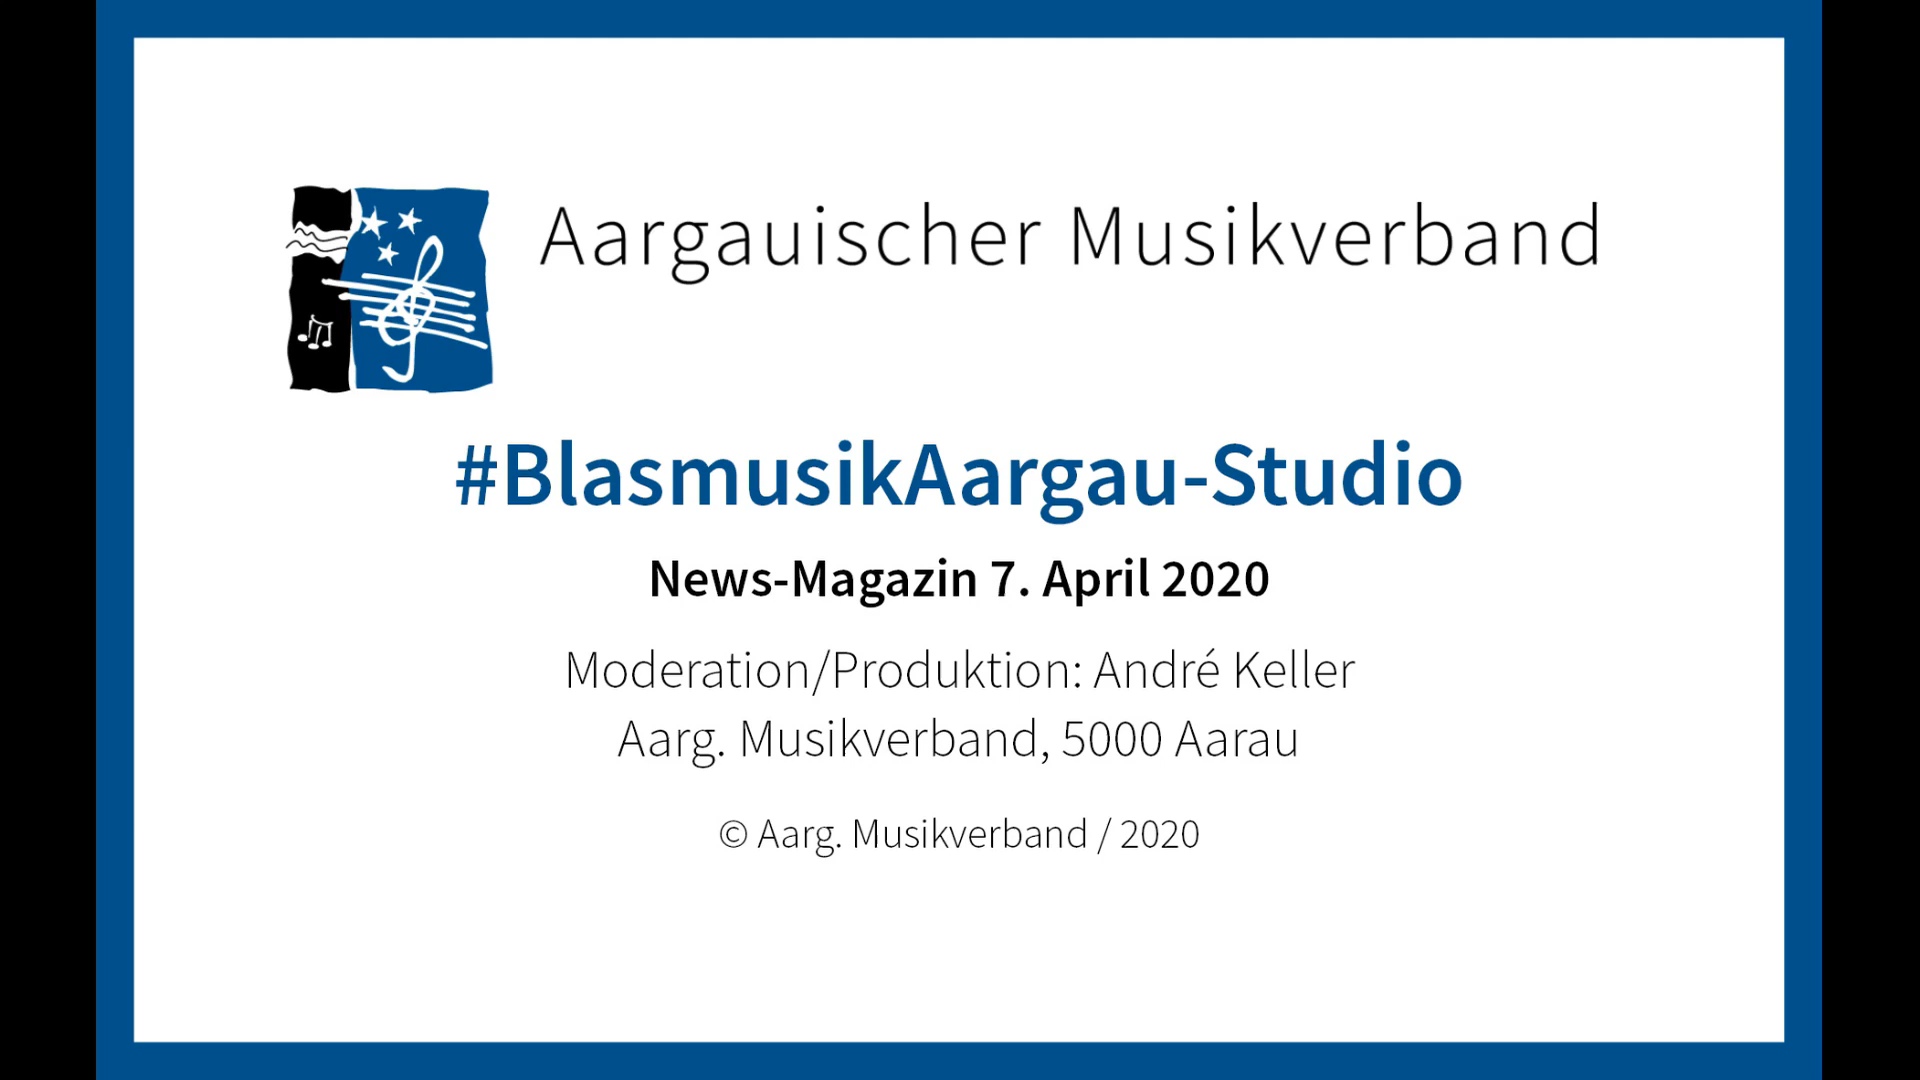 Aargauischer Musikverband
#BlasmusikAargau-Studio
News-Magazin 7. April 2020
Moderation/Produktion: André Keller
Aarg. Musikverband, 5000 Aarau
© Aarg. Musikverband / 2020